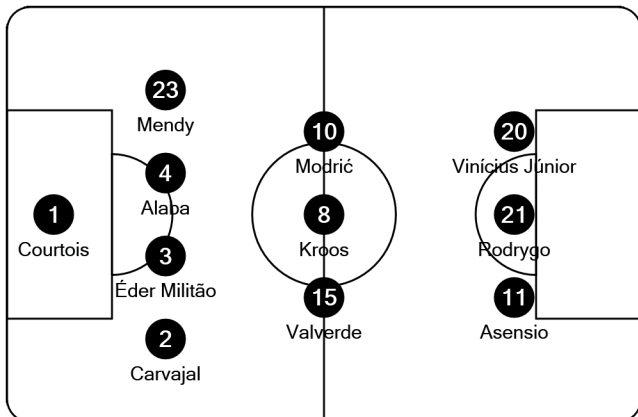 23
Mendy
4
Alaba
1
Courtois
3
Éder Militão
2
Carvajal
10
Modrić
8
Kroos
15
Valverde
20
Vinícius Júnior
21
Rodrygo
11
Asensio